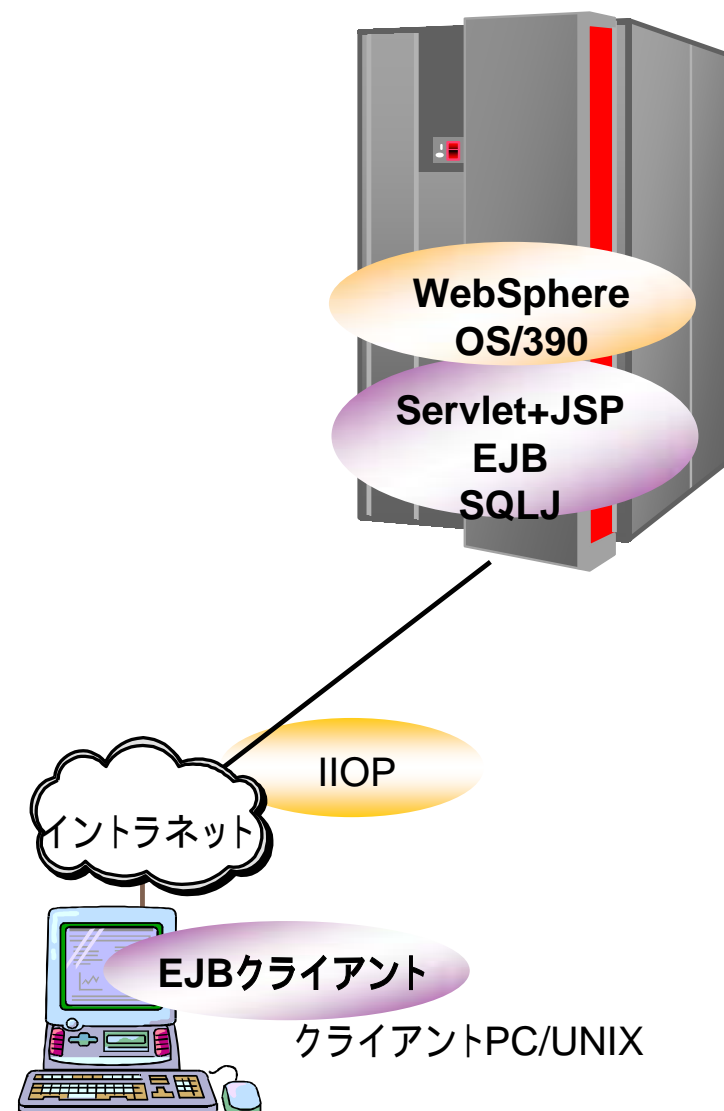 WebSphere
OS/390
Servlet+JSP
EJB
SQLJ
IIOP
イントラネット
EJBクライアント
クライアントPC/UNIX